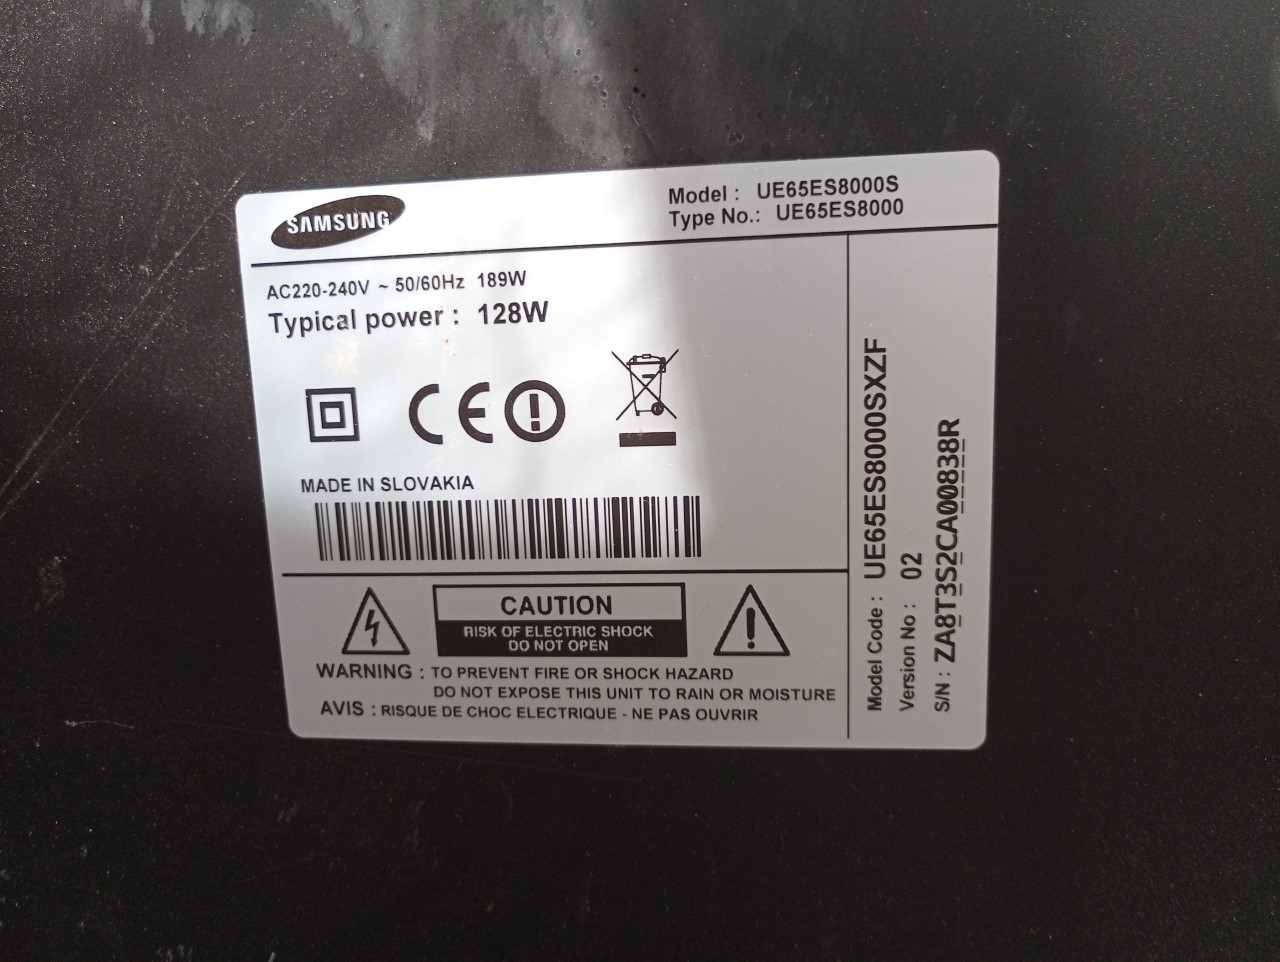 SAMSUNG
Model : UE65ES8000S
Type No.: UE65ES8000
AC220-240V ~ 50/60Hz 189W
Typical power : 128W
CE
MADE IN SLOVAKIA
CAUTION
RISK OF ELECTRIC SHOCK
DO NOT OPEN
WARNING : TO PREVENT FIRE OR SHOCK HAZARD
DO NOT EXPOSE THIS UNIT TO RAIN OR MOISTURE
AVIS : RISQUE DE CHOC ELECTRIQUE - NE PAS OUVRIR
Model Code : UE65ES8000SXZF
Version No : 02
S/N : ZA8T3S2CA00838R